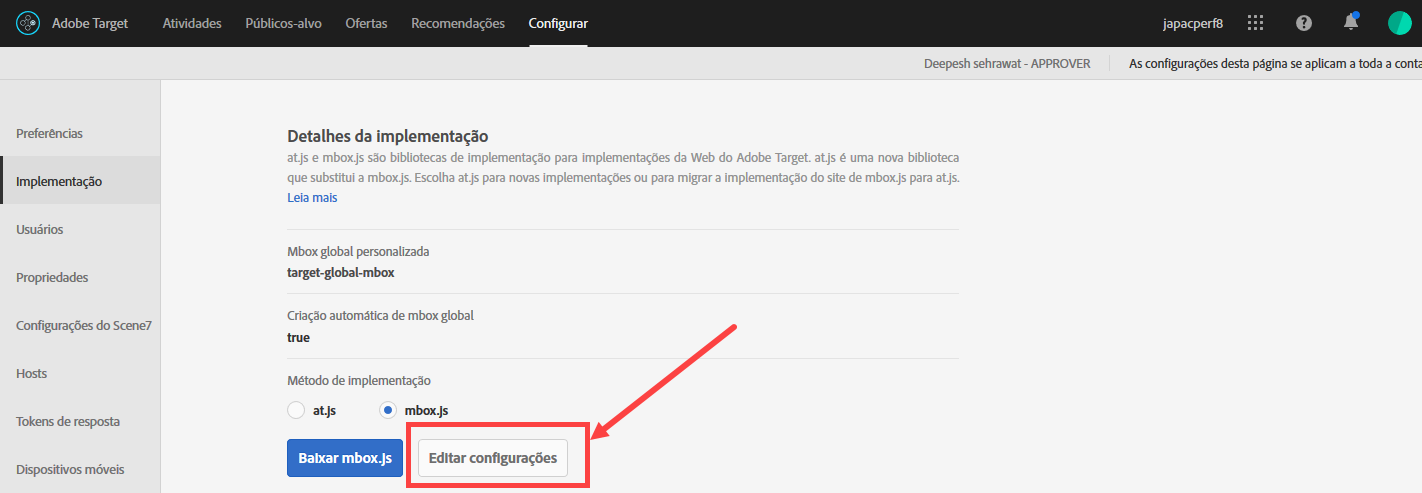 Adobe Target Atividades Públicos-alvo Ofertas Recomendações Configurar japacperf8
Deepesh sehrawat - APPROVER As configurações desta página se aplicam a toda a conta
Preferências
Implementação
Usuários
Propriedades
Configurações do Scene7
Hosts
Tokens de resposta
Dispositivos móveis
Detalhes da implementação
at.js e mbox.js são bibliotecas de implementação para implementações da Web do Adobe Target. at.js é uma nova biblioteca
que substitui a mbox.js. Escolha at.js para novas implementações ou para migrar a implementação do site de mbox.js para at.js.
Leia mais
Mbox global personalizada
target-global-mbox
Criação automática de mbox global
true
Método de implementação
at.js mbox.js
Baixar mbox.js Editar configurações